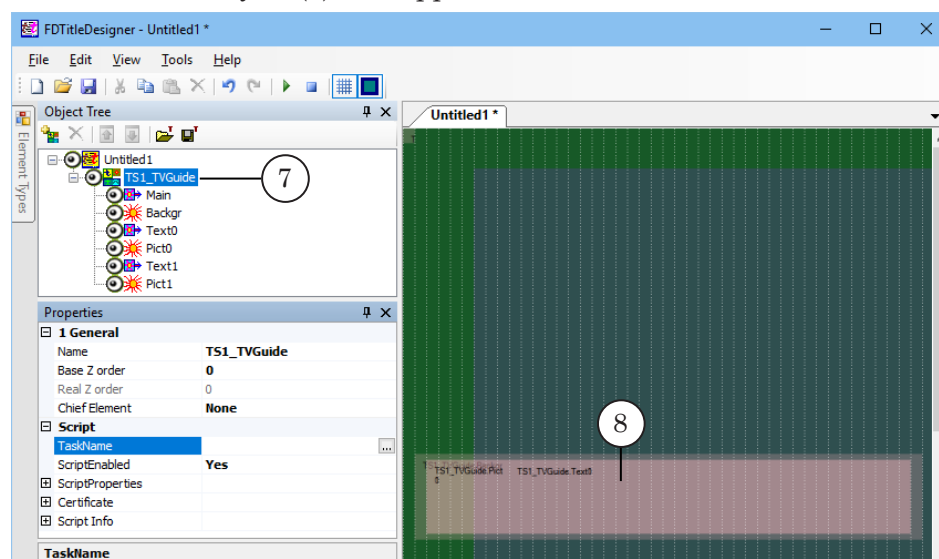 FDTitleDesigner - Untitled1 *
File Edit View Tools Help
Element Types
Object Tree
Untitled1
TS1_TVGuide
7
Main
Backgr
Text0
Pict0
Text1
Pict1
Properties
1 General
Name TS1_TVGuide
Base Z order 0
Real Z order 0
Chief Element None
Script
TaskName ...
ScriptEnabled Yes
ScriptProperties
Certificate
Script Info
TaskName
Untitled1 *
8
TS1_TVGuide.Pict
0
TS1_TVGuide.Text0